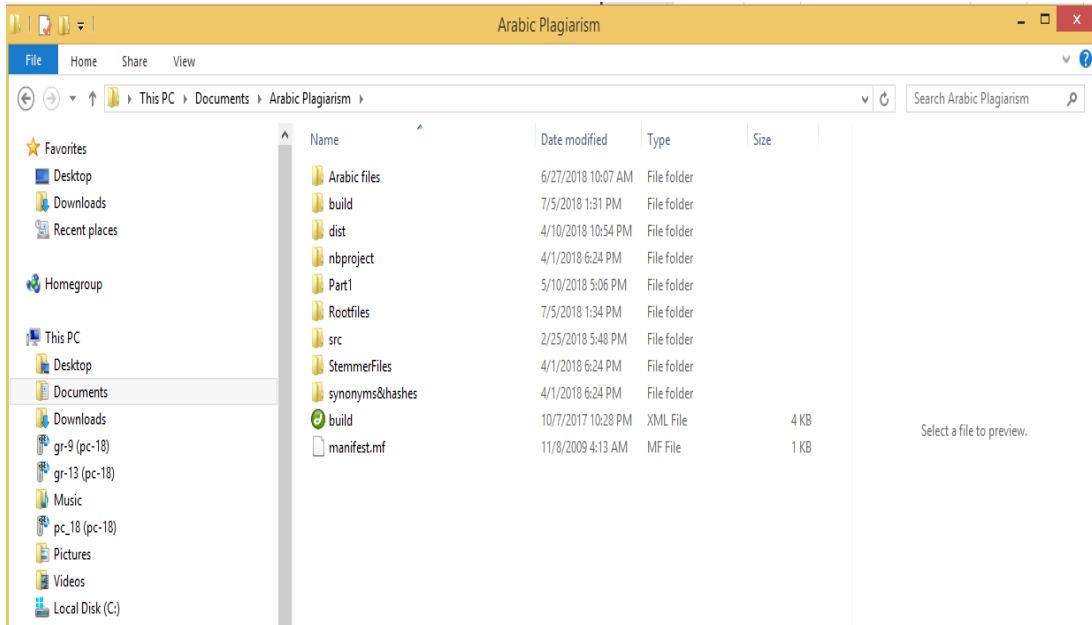 Arabic Plagiarism
File Home Share View
This PC Documents Arabic Plagiarism
Search Arabic Plagiarism
Favorites
Desktop
Downloads
Recent places
Homegroup
This PC
Desktop
Documents
Downloads
gr-9 (pc-18)
gr-13 (pc-18)
Music
pc_18 (pc-18)
Pictures
Videos
Local Disk (C:)
Name Date modified Type Size
Arabic files 6/27/2018 10:07 AM File folder
build 7/5/2018 1:31 PM File folder
dist 4/10/2018 10:54 PM File folder
nbproject 4/1/2018 6:24 PM File folder
Part1 5/10/2018 5:06 PM File folder
Rootfiles 7/5/2018 1:34 PM File folder
src 2/25/2018 5:48 PM File folder
StemmerFiles 4/1/2018 6:24 PM File folder
synonyms&hashes 4/1/2018 6:24 PM File folder
build 10/7/2017 10:28 PM XML File 4 KB
manifest.mf 11/8/2009 4:13 AM MF File 1 KB
Select a file to preview.